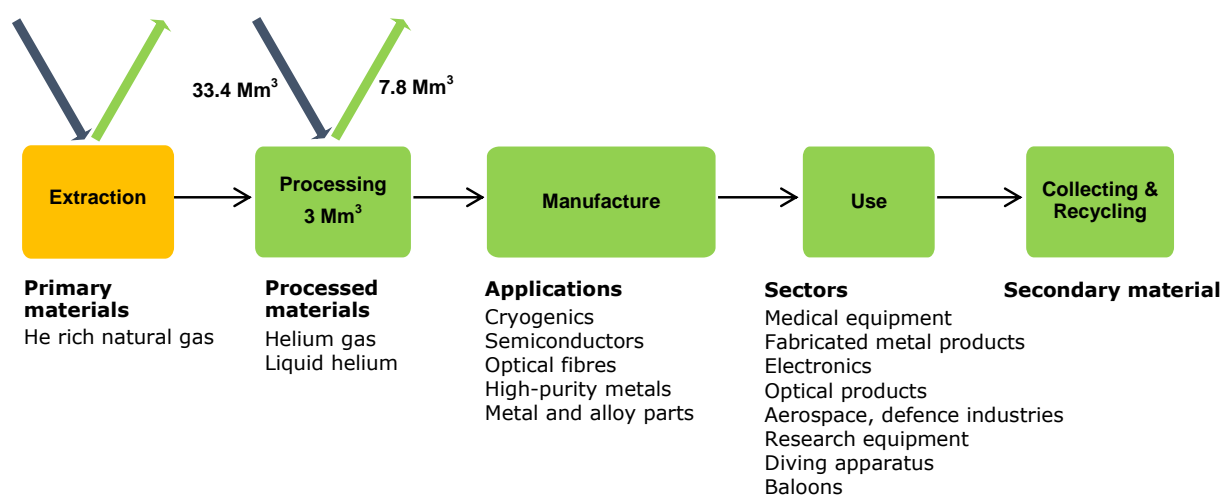 33.4 Mm³
7.8 Mm³
Extraction
Processing
3 Mm³
Manufacture
Use
Collecting &
Recycling
Primary
materials
He rich natural gas
Processed
materials
Helium gas
Liquid helium
Applications
Cryogenics
Semiconductors
Optical fibres
High-purity metals
Metal and alloy parts
Sectors
Medical equipment
Fabricated metal products
Electronics
Optical products
Aerospace, defence industries
Research equipment
Diving apparatus
Baloons
Secondary material